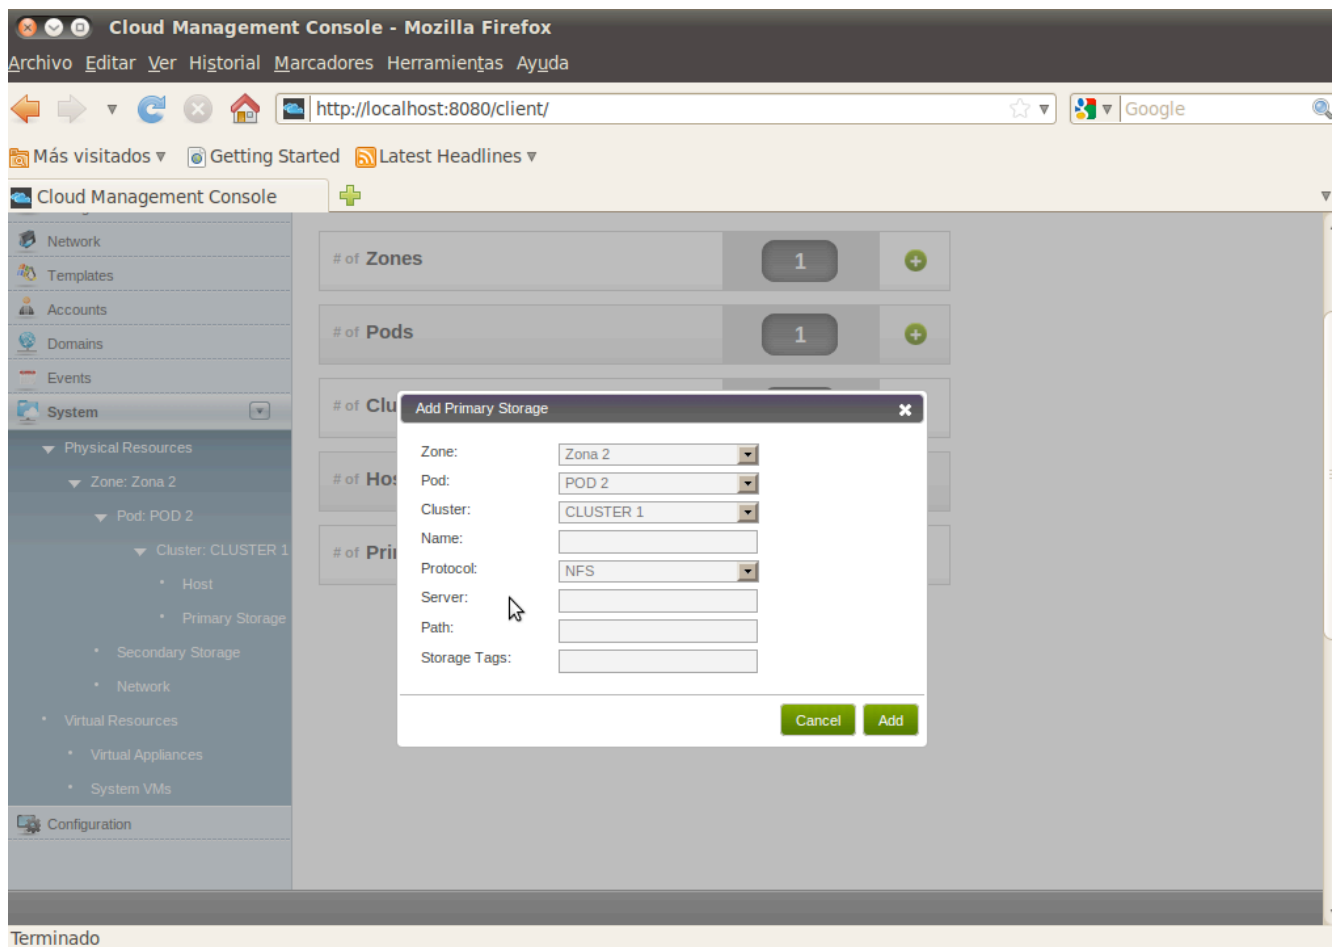 Cloud Management Console - Mozilla Firefox
Archivo Editar Ver Historial Marcadores Herramientas Ayuda
http://localhost:8080/client/
Google
Más visitados
Getting Started
Latest Headlines
Cloud Management Console
Network
Templates
Accounts
Domains
Events
System
Physical Resources
Zone: Zona 2
Pod: POD 2
Cluster: CLUSTER 1
Host
Primary Storage
Secondary Storage
Network
Virtual Resources
Virtual Appliances
System VMs
Configuration
# of Zones 1
# of Pods 1
# of Clu
# of
# of
Add Primary Storage
Zone: Zona 2
Pod: POD 2
Cluster: CLUSTER 1
Name:
Protocol: NFS
Server:
Path:
Storage Tags:
Cancel Add
Terminado